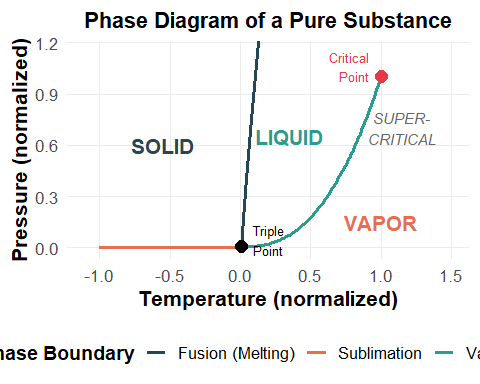 Phase Diagram of a Pure Substance
Pressure (normalized)
1.2
0.9
0.6
0.3
0.0
Critical
Point
SUPER-
CRITICAL
SOLID
LIQUID
VAPOR
Triple
Point
-1.0
-0.5
0.0
0.5
1.0
1.5
Temperature (normalized)
hase Boundary
Fusion (Melting)
Sublimation
Va